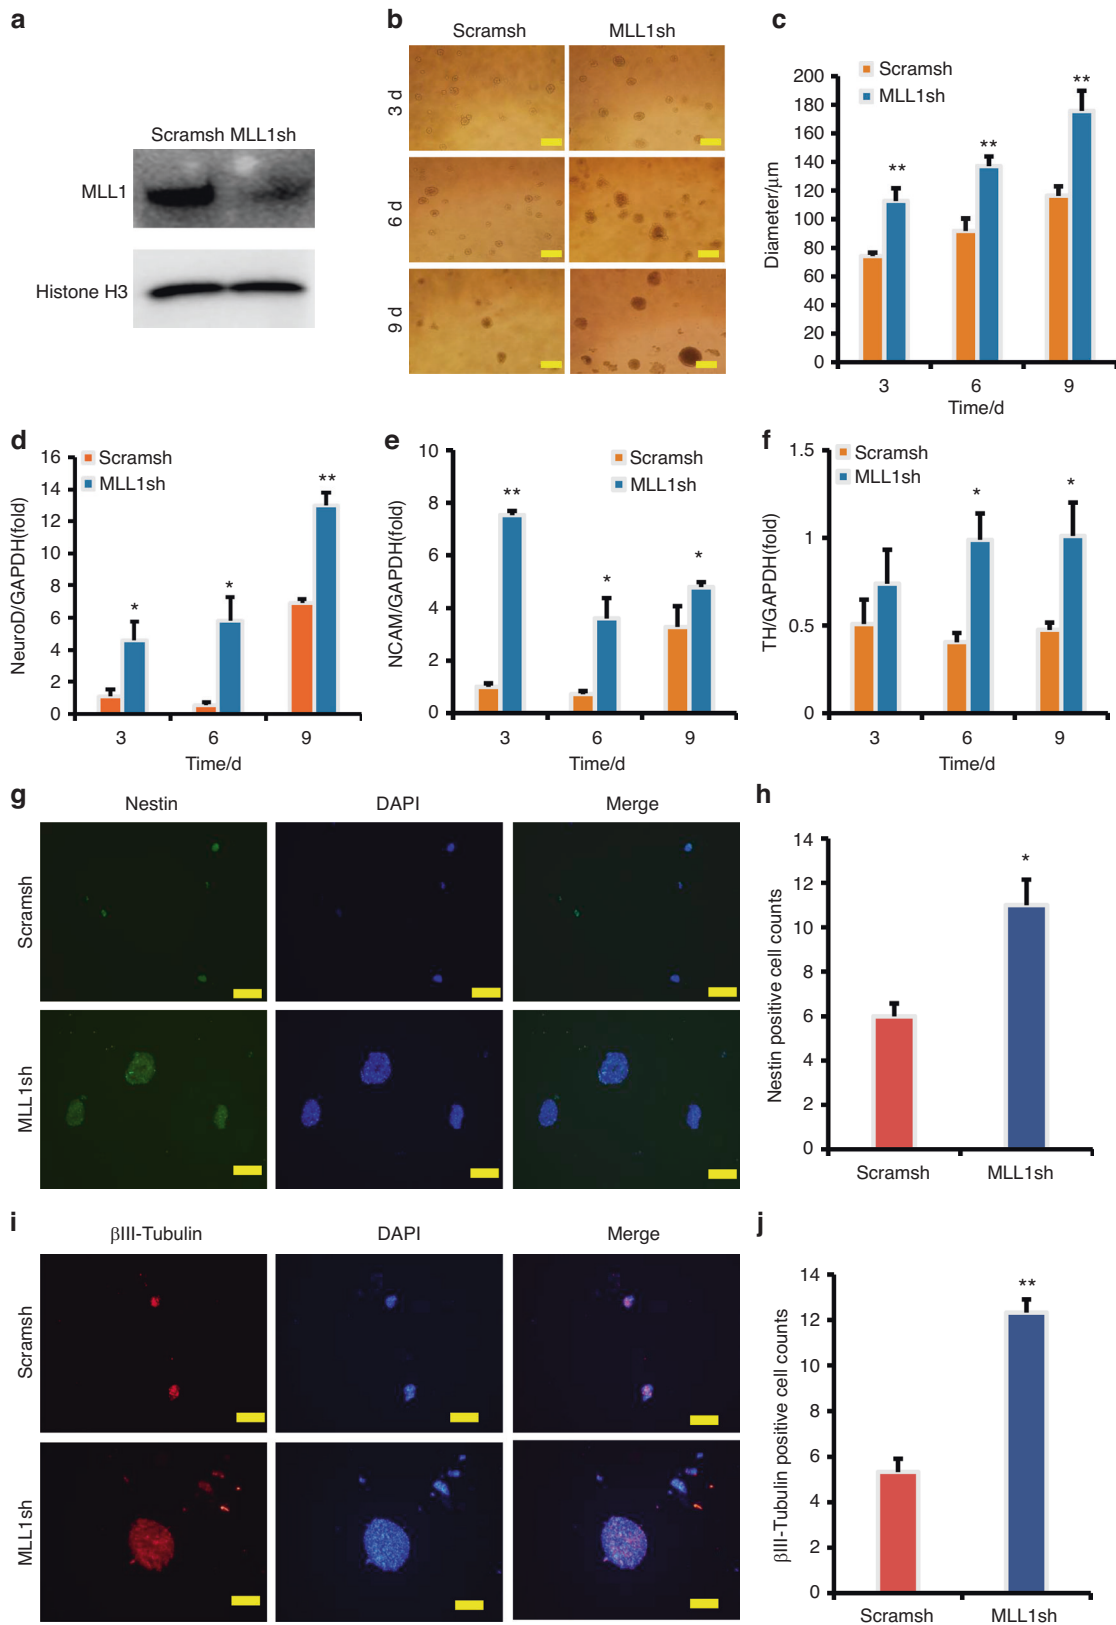 a
Scramsh MLL1sh
MLL1
Histone H3
b
Scramsh
MLL1sh
3 d
6 d
9 d
c
Scramsh
MLL1sh
Diameter/μm
200
180
160
140
120
100
80
60
40
20
0
**
**
**
3
6
9
Time/d
d
Scramsh
MLL1sh
NeuroD/GAPDH(fold)
16
14
12
10
8
6
4
2
0
*
*
**
3
6
9
Time/d
e
Scramsh
MLL1sh
NCAM/GAPDH(fold)
10
8
6
4
2
0
**
*
*
3
6
9
Time/d
f
Scramsh
MLL1sh
TH/GAPDH(fold)
1.5
1
0.5
0
*
*
3
6
9
Time/d
g
Nestin
DAPI
Merge
Scramsh
MLL1sh
h
Nestin positive cell counts
14
12
10
8
6
4
2
0
*
Scramsh
MLL1sh
i
βIII-Tubulin
DAPI
Merge
Scramsh
MLL1sh
j
βIII-Tubulin positive cell counts
14
12
10
8
6
4
2
0
**
Scramsh
MLL1sh